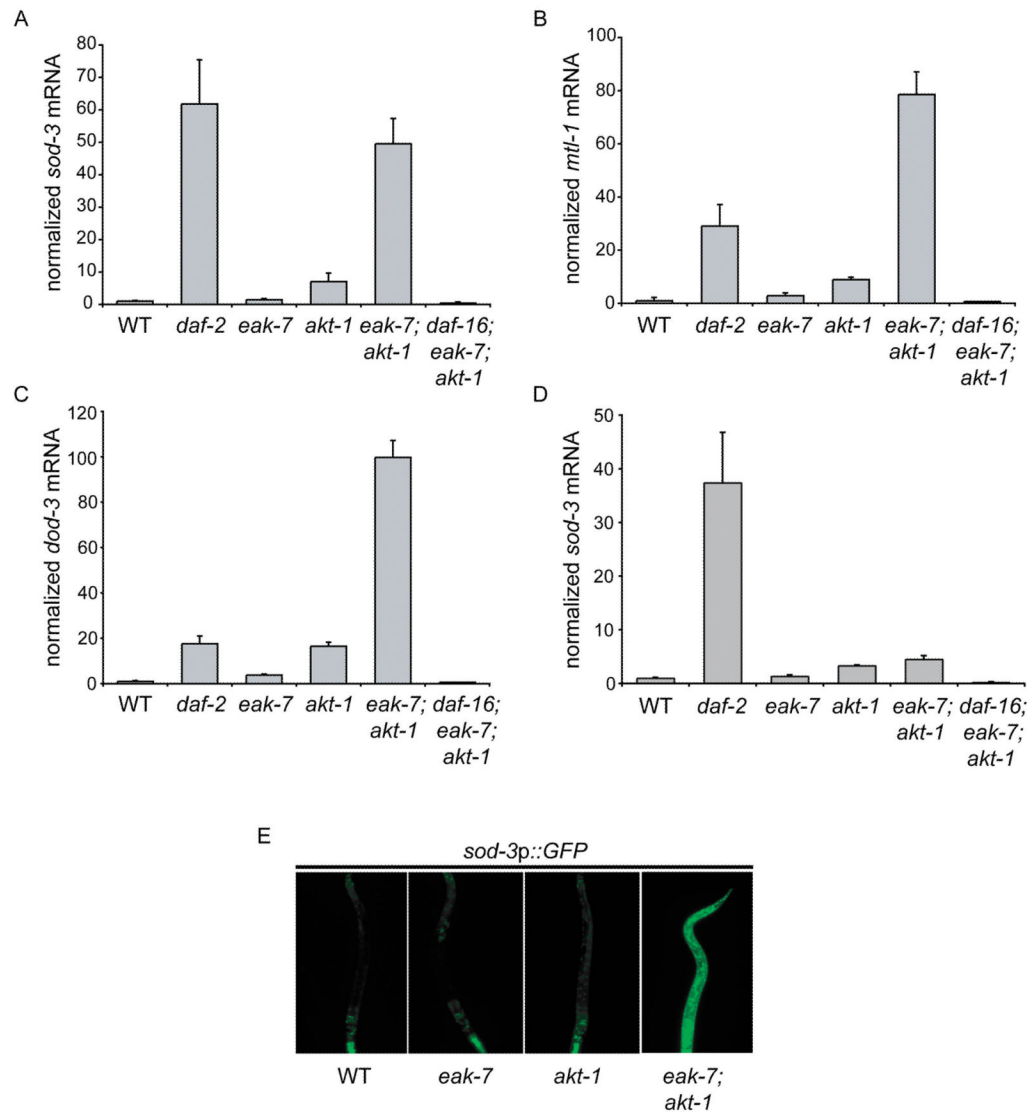 A
normalized sod-3 mRNA
80
70
60
50
40
30
20
10
0
WT
daf-2
eak-7
akt-1
eak-7;
akt-1
daf-16;
eak-7;
akt-1
B
normalized mtl-1 mRNA
100
80
60
40
20
0
WT
daf-2
eak-7
akt-1
eak-7;
akt-1
daf-16;
eak-7;
akt-1
C
normalized dod-3 mRNA
120
100
80
60
40
20
0
WT
daf-2
eak-7
akt-1
eak-7;
akt-1
daf-16;
eak-7;
akt-1
D
normalized sod-3 mRNA
50
40
30
20
10
0
WT
daf-2
eak-7
akt-1
eak-7;
akt-1
daf-16;
eak-7;
akt-1
E
sod-3p::GFP
WT
eak-7
akt-1
eak-7;
akt-1